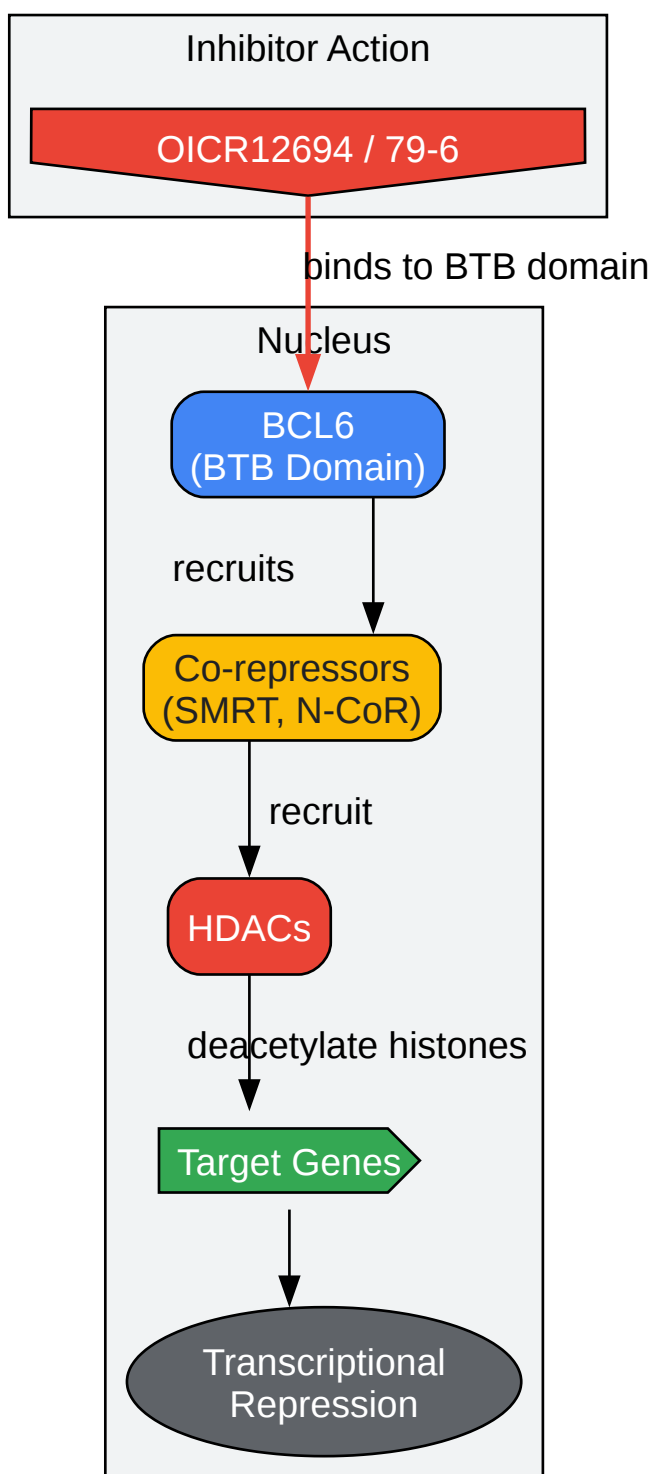 Inhibitor Action
OICR12694 / 79-6
binds to BTB domain
Nucleus
BCL6
(BTB Domain)
recruits
Co-repressors
(SMRT, N-CoR)
recruit
HDACs
deacetylate histones
Target Genes
Transcriptional
Repression